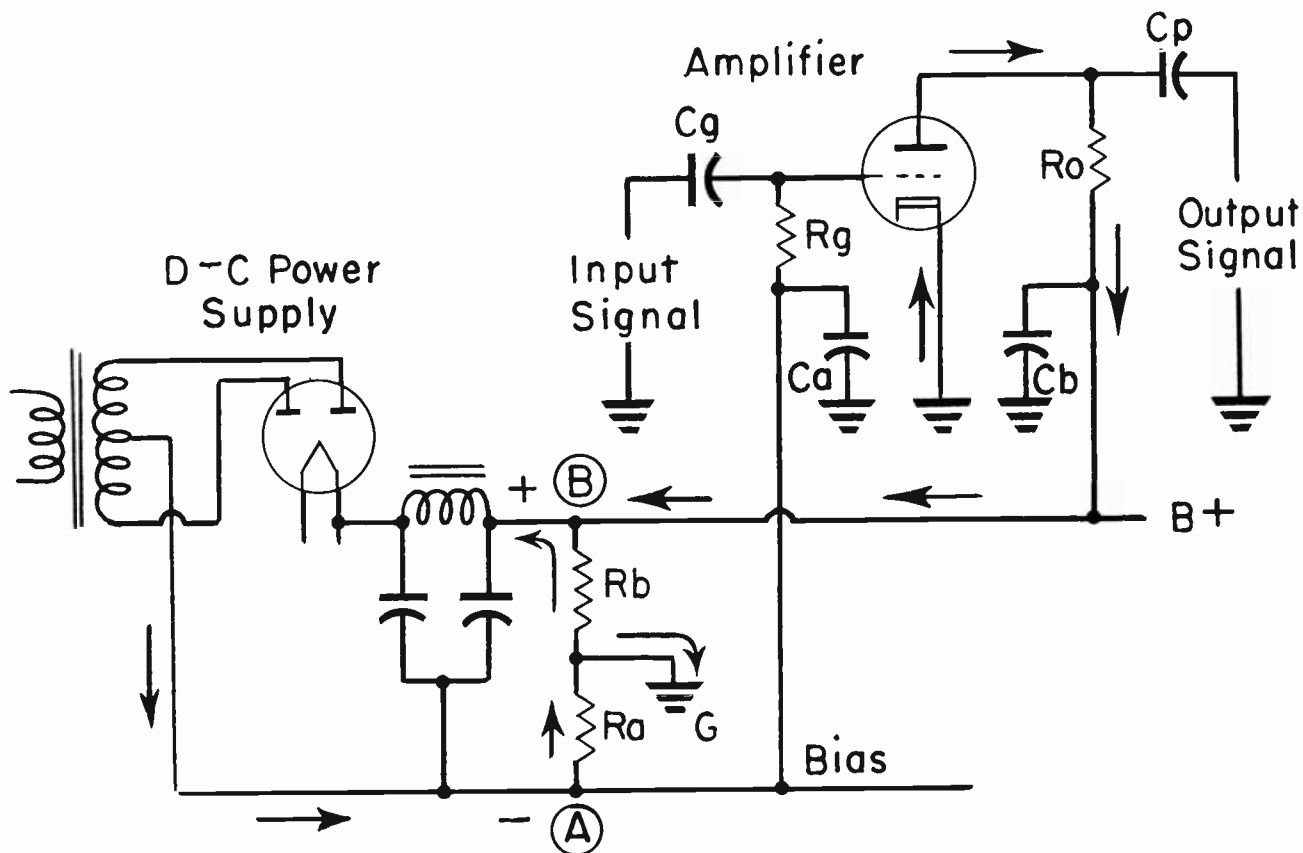 Amplifier
Cp
Cg
Ro
Rg
Output
Signal
Input
Signal
D-C Power
Supply
Ca
Cb
+
B
B+
Rb
Ra
G
Bias
-
A